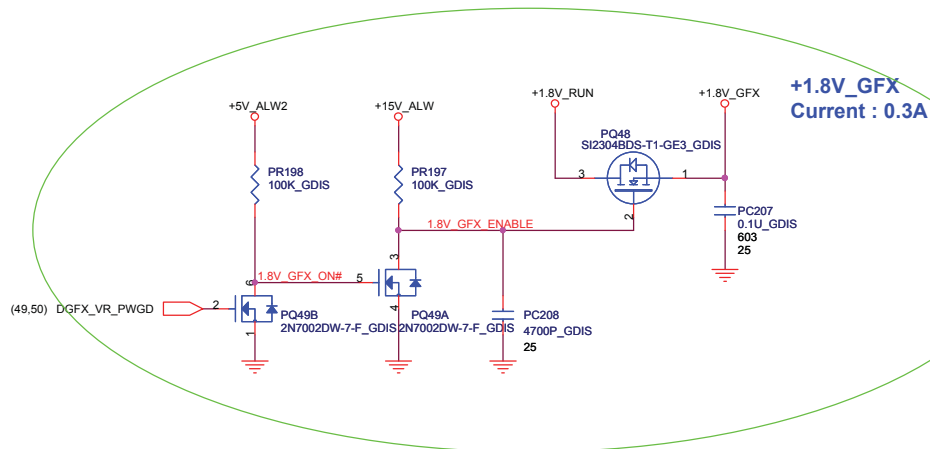 +1.8V_GFX
Current : 0.3A
+5V_ALW2
+15V_ALW
+1.8V_RUN
+1.8V_GFX
PQ48
SI2304BDS-T1-GE3_GDIS
PR198
100K_GDIS
PR197
100K_GDIS
3
1
2
PC207
0.1U_GDIS
603
25
1.8V_GFX_ENABLE
3
6
1.8V_GFX_ON#
5
4
(49,50) DGFX_VR_PWGD
2
1
PQ49B
2N7002DW-7-F_GDIS
PQ49A
2N7002DW-7-F_GDIS
PC208
4700P_GDIS
25